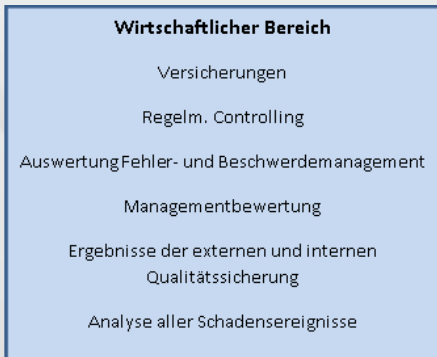 Wirtschaftlicher Bereich
Versicherungen
Regelm. Controlling
Auswertung Fehler- und Beschwerdemanagement
Managementbewertung
Ergebnisse der externen und internen
Qualitätssicherung
Analyse aller Schadensereignisse